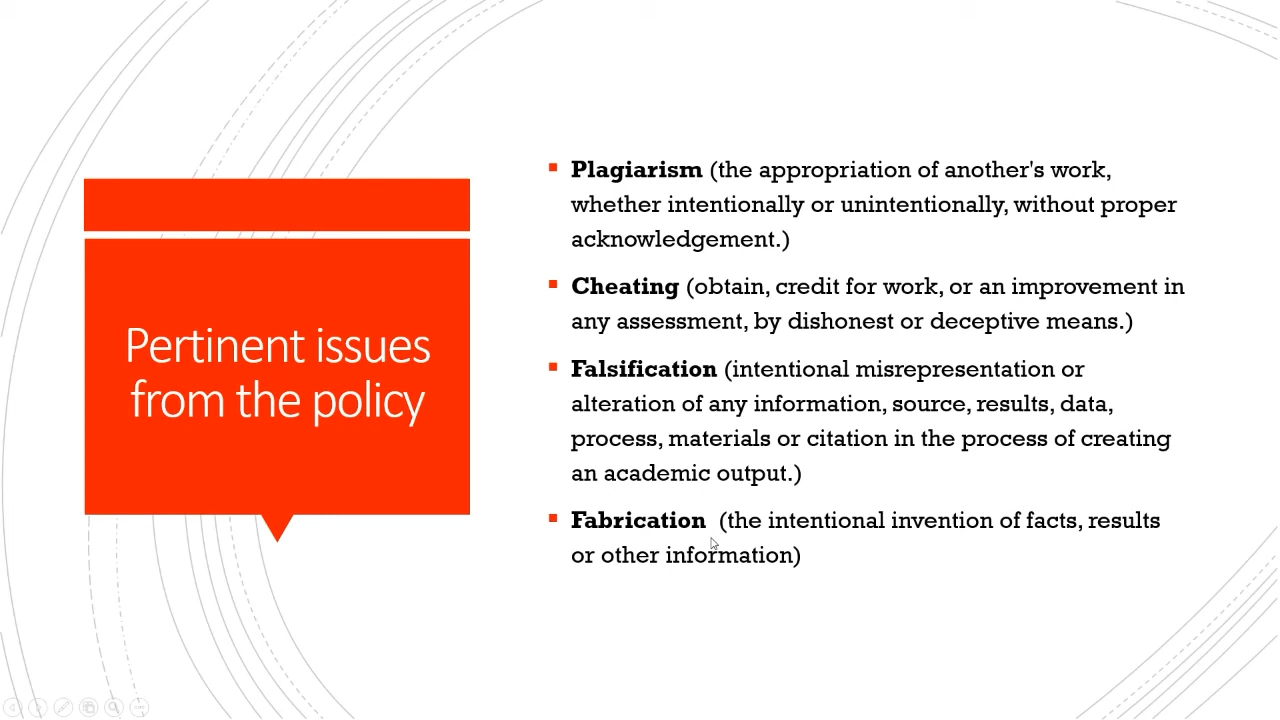 Pertinent issues
from the policy
Plagiarism (the appropriation of another's work,
whether intentionally or unintentionally, without proper
acknowledgement.)
Cheating (obtain, credit for work, or an improvement in
any assessment, by dishonest or deceptive means.)
Falsification (intentional misrepresentation or
alteration of any information, source, results, data,
process, materials or citation in the process of creating
an academic output.)
Fabrication  (the intentional invention of facts, results
or other information)